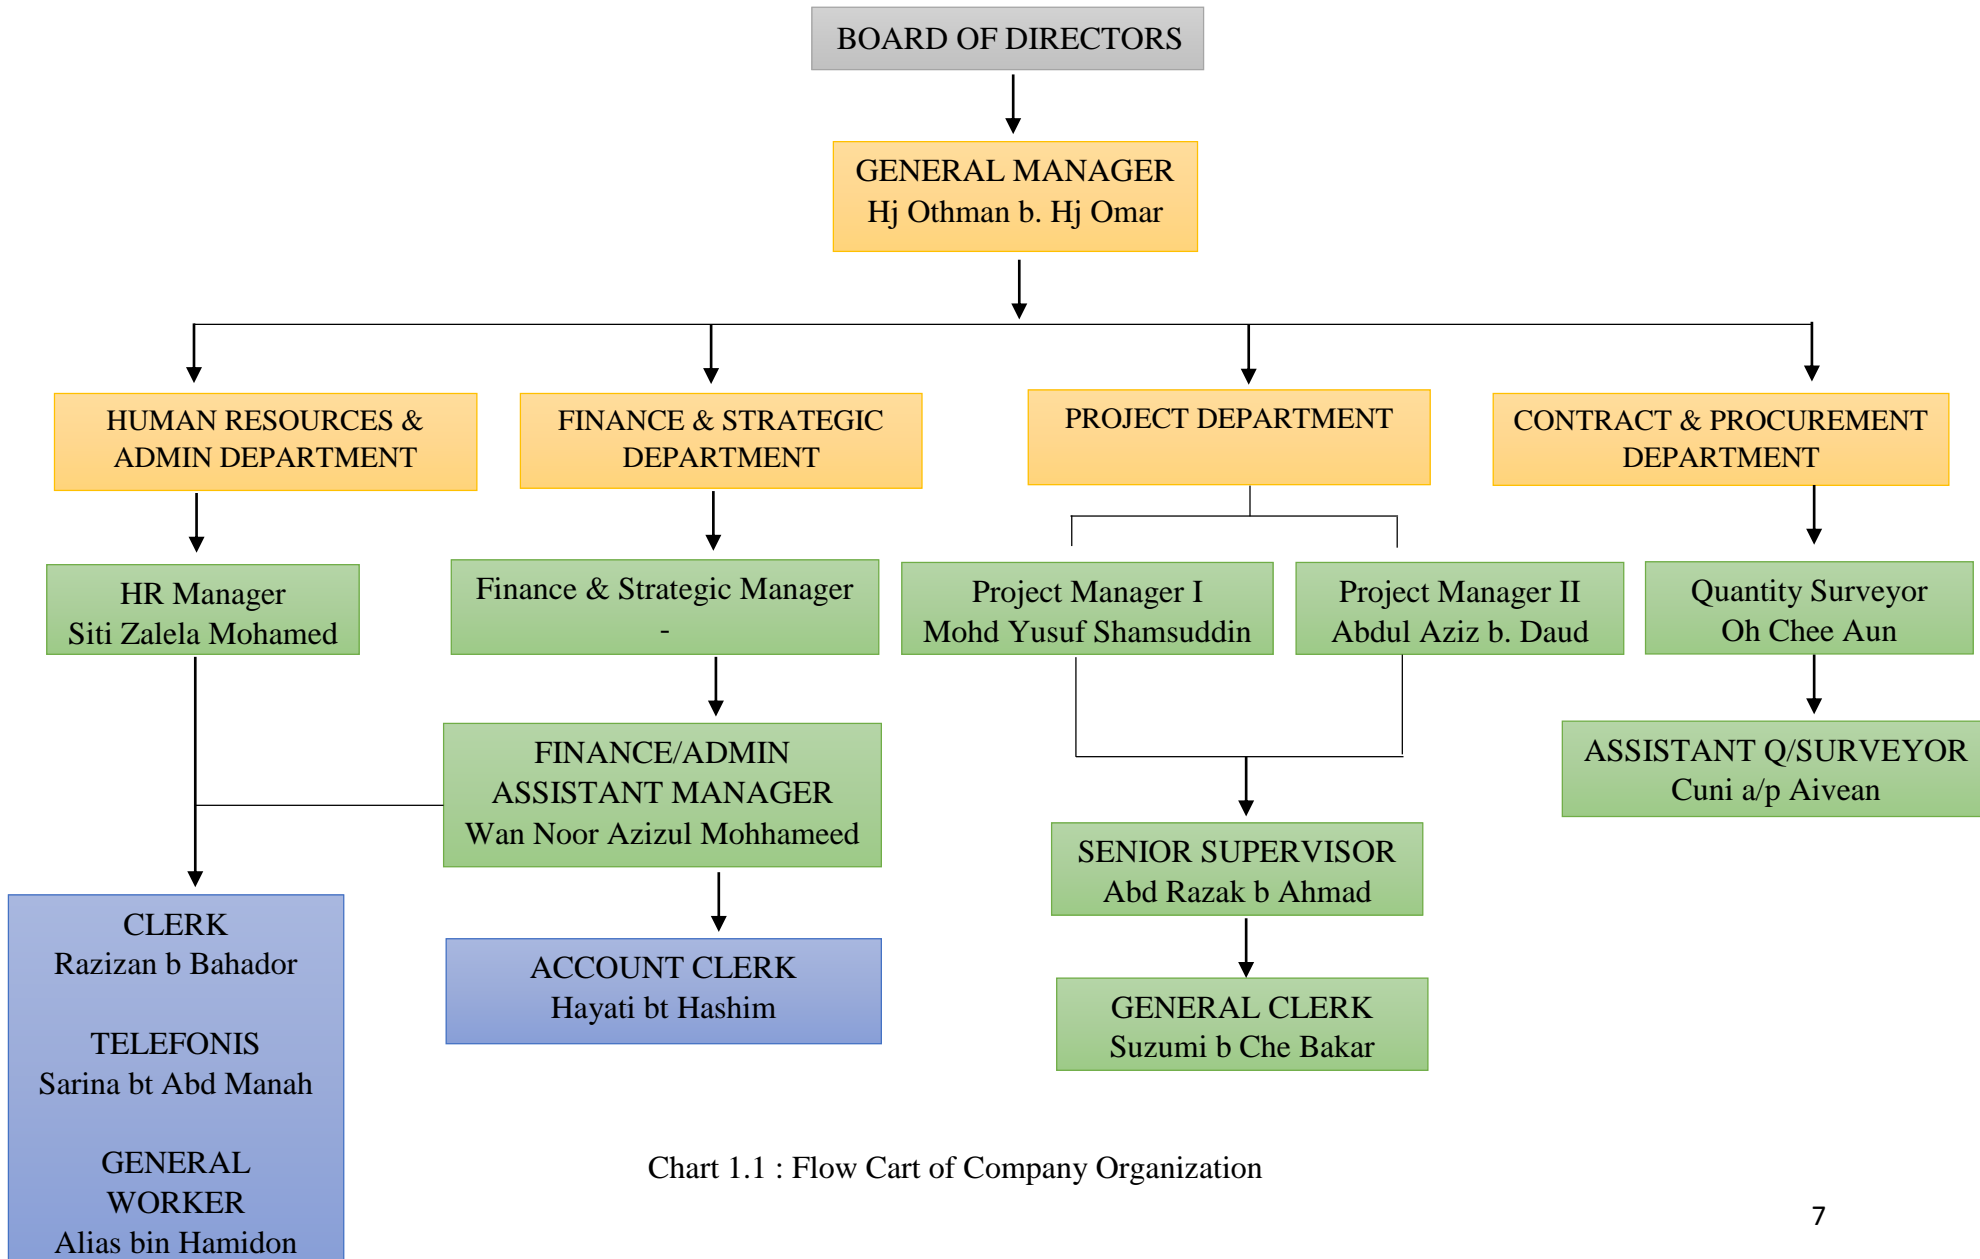 BOARD OF DIRECTORS
GENERAL MANAGER
Hj Othman b. Hj Omar
HUMAN RESOURCES &
ADMIN DEPARTMENT
FINANCE & STRATEGIC
DEPARTMENT
PROJECT DEPARTMENT
CONTRACT & PROCUREMENT
DEPARTMENT
HR Manager
Siti Zalela Mohamed
Finance & Strategic Manager
-
Project Manager I
Mohd Yusuf Shamsuddin
Project Manager II
Abdul Aziz b. Daud
Quantity Surveyor
Oh Chee Aun
FINANCE/ADMIN
ASSISTANT MANAGER
Wan Noor Azizul Mohhameed
ASSISTANT Q/SURVEYOR
Cuni a/p Aivean
SENIOR SUPERVISOR
Abd Razak b Ahmad
CLERK
Razizan b Bahador
TELEFONIS
Sarina bt Abd Manah
GENERAL
WORKER
Alias bin Hamidon
ACCOUNT CLERK
Hayati bt Hashim
GENERAL CLERK
Suzumi b Che Bakar
Chart 1.1 : Flow Cart of Company Organization
7